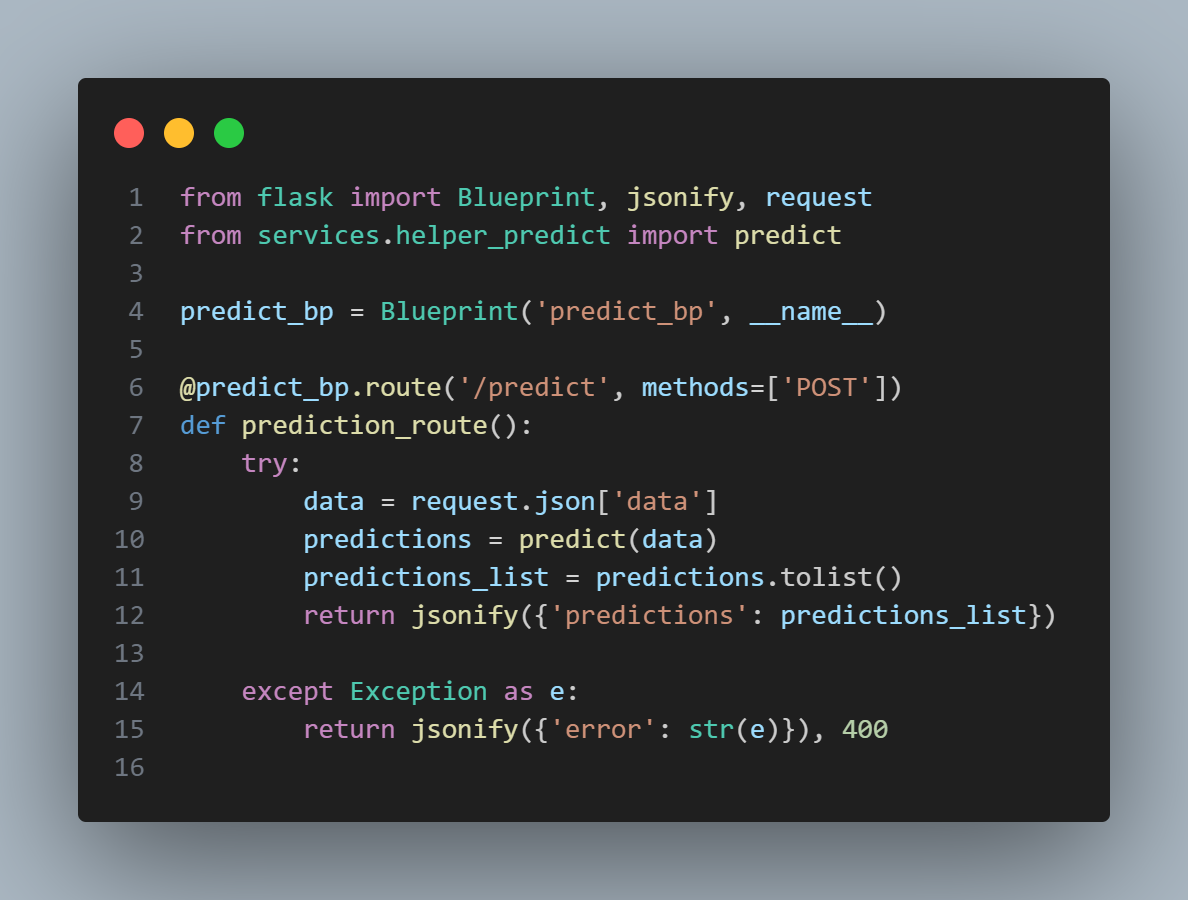 1 from flask import Blueprint, jsonify, request
2 from services.helper_predict import predict
3
4 predict_bp = Blueprint('predict_bp', __name__)
5
6 @predict_bp.route('/predict', methods=['POST'])
7 def prediction_route():
8     try:
9         data = request.json['data']
10         predictions = predict(data)
11         predictions_list = predictions.tolist()
12         return jsonify({'predictions': predictions_list})
13
14     except Exception as e:
15         return jsonify({'error': str(e)}), 400
16